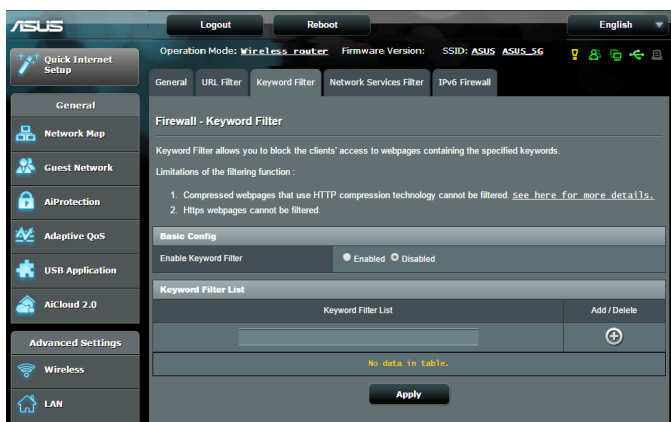 ASUS
Logout
Reboot
English
Quick Internet
Setup
Operation Mode: Wireless router Firmware Version: SSID: ASUS ASUS_5G
General
URL Filter
Keyword Filter
Network Services Filter
IPv6 Firewall
General
Network Map
Guest Network
AiProtection
Adaptive QoS
USB Application
AiCloud 2.0
Advanced Settings
Wireless
LAN
Firewall - Keyword Filter
Keyword Filter allows you to block the clients' access to webpages containing the specified keywords.
Limitations of the filtering function :
1. Compressed webpages that use HTTP compression technology cannot be filtered. See here for more details.
2. Https webpages cannot be filtered.
Basic Config
Enable Keyword Filter
Enabled Disabled
Keyword Filter List
Keyword Filter List
Add / Delete
No data in table.
Apply